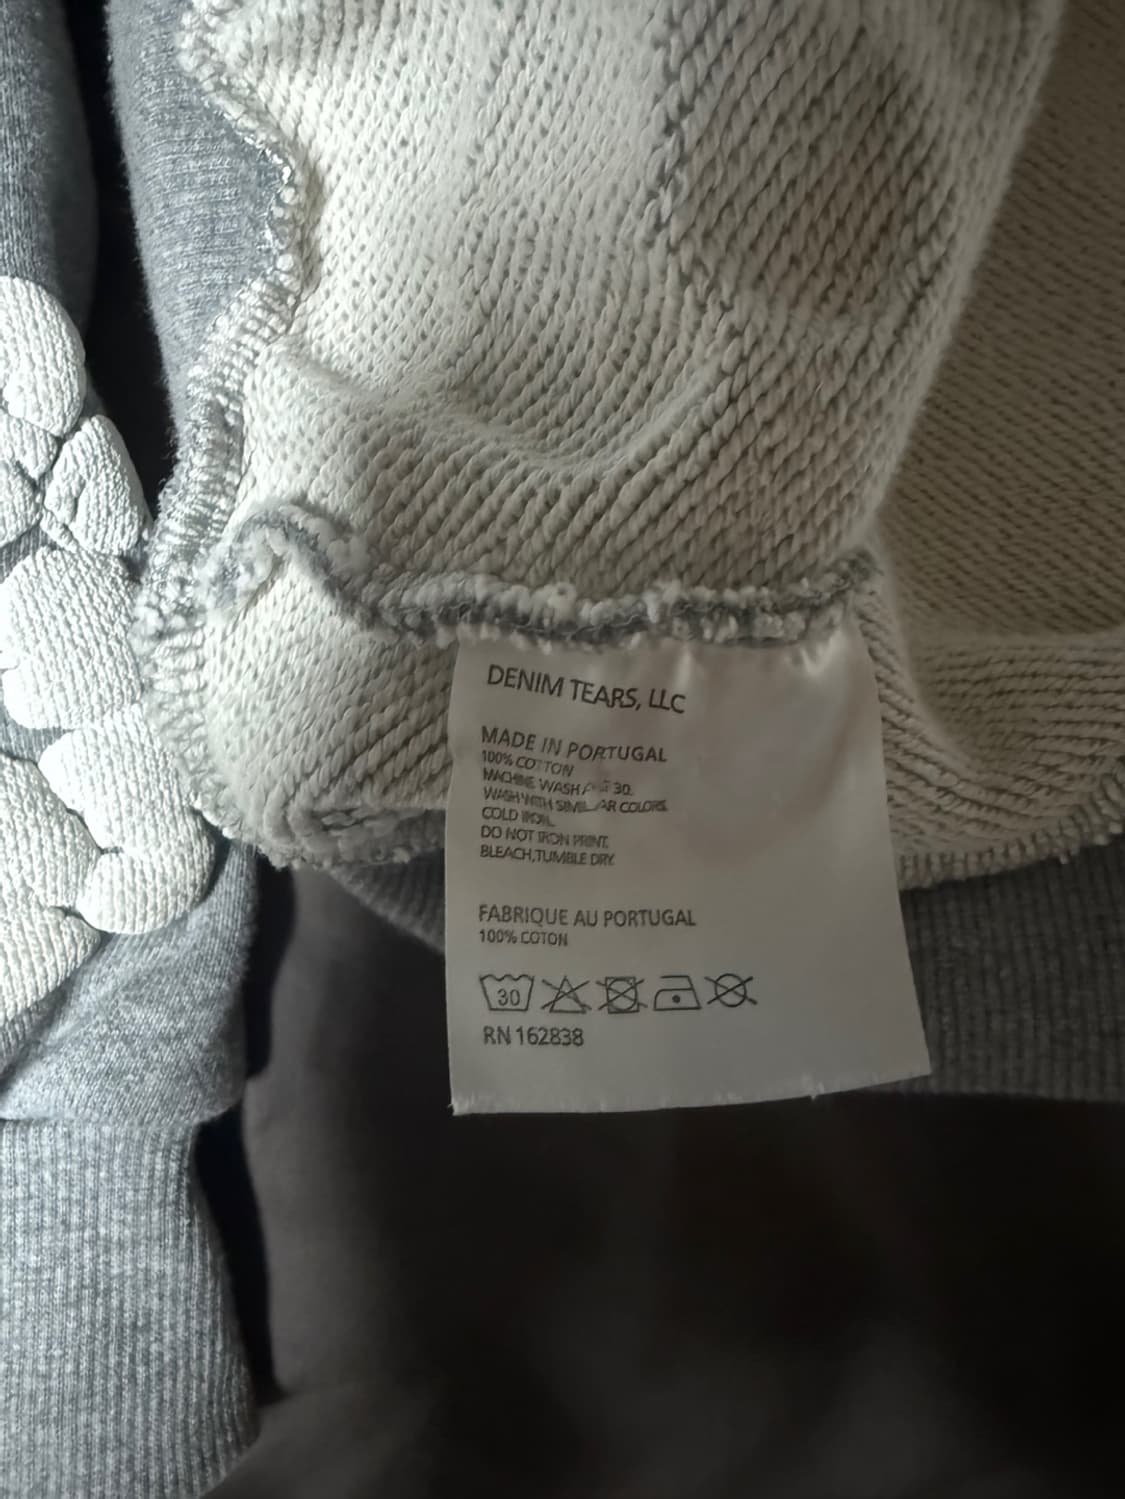 DENIM TEARS, LLC
MADE IN PORTUGAL
100% COTTON
MACHINE WASH 30.
WASH WITH SIMILAR COLORS.
COLD IRON.
DO NOT IRON PRINT.
BLEACH,TUMBLE DRY.
FABRIQUE AU PORTUGAL
100% COTON
30
RN 162838